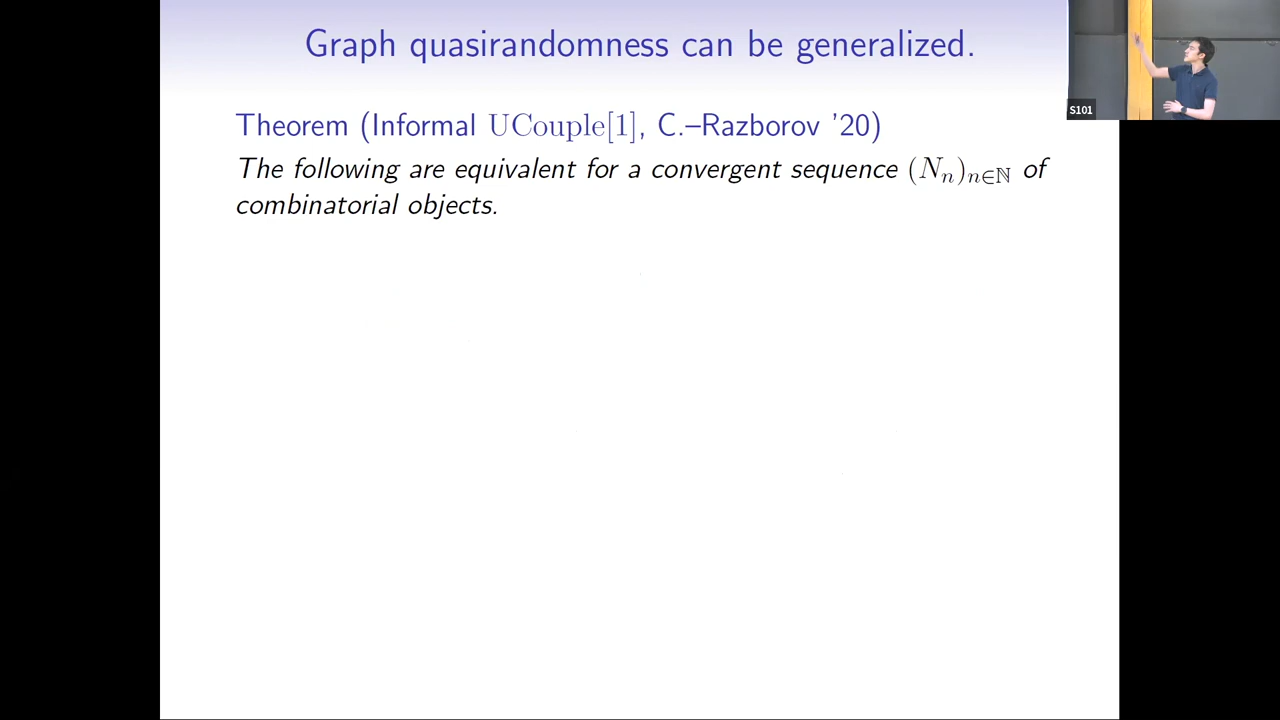 Graph quasirandomness can be generalized.
S101
Theorem (Informal UCouple[1], C.–Razborov '20)
The following are equivalent for a convergent sequence (Nₙ)ₙ∈ℕ of
combinatorial objects.